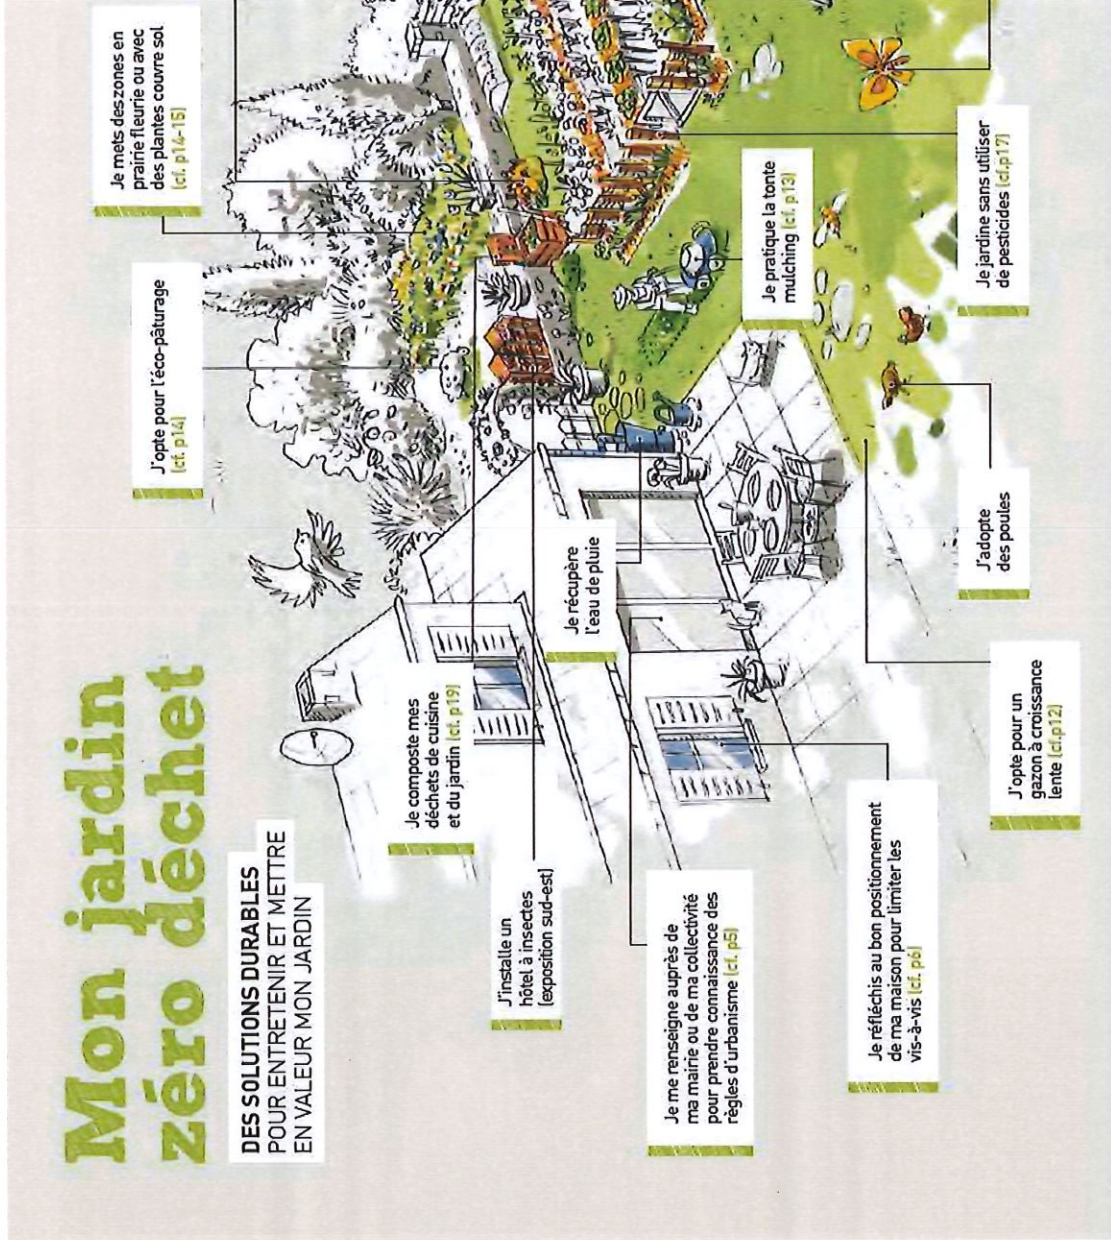 Mon jardin
zéro déchet
DES SOLUTIONS DURABLES
POUR ENTRETENIR ET METTRE
EN VALEUR MON JARDIN
J'opte pour l'éco-pâturage
(cf. p14)
Je mets des zones en
prairie fleurie ou avec
des plantes couvre sol
(cf. p14-15)
Je composte mes
déchets de cuisine
et du jardin (cf. p19)
J'installe un
hôtel à insectes
(exposition sud-est)
Je récupère
l'eau de pluie
Je me renseigne auprès de
ma mairie ou de ma collectivité
pour prendre connaissance des
règles d'urbanisme (cf. p5)
Je pratique la tonte
mulching (cf. p13)
Je réfléchis au bon positionnement
de ma maison pour limiter les
vis-à-vis (cf. p6)
J'adopte
des poules
Je jardine sans utiliser
de pesticides (cf.p17)
J'opte pour un
gazon à croissance
lente (cf.p12)